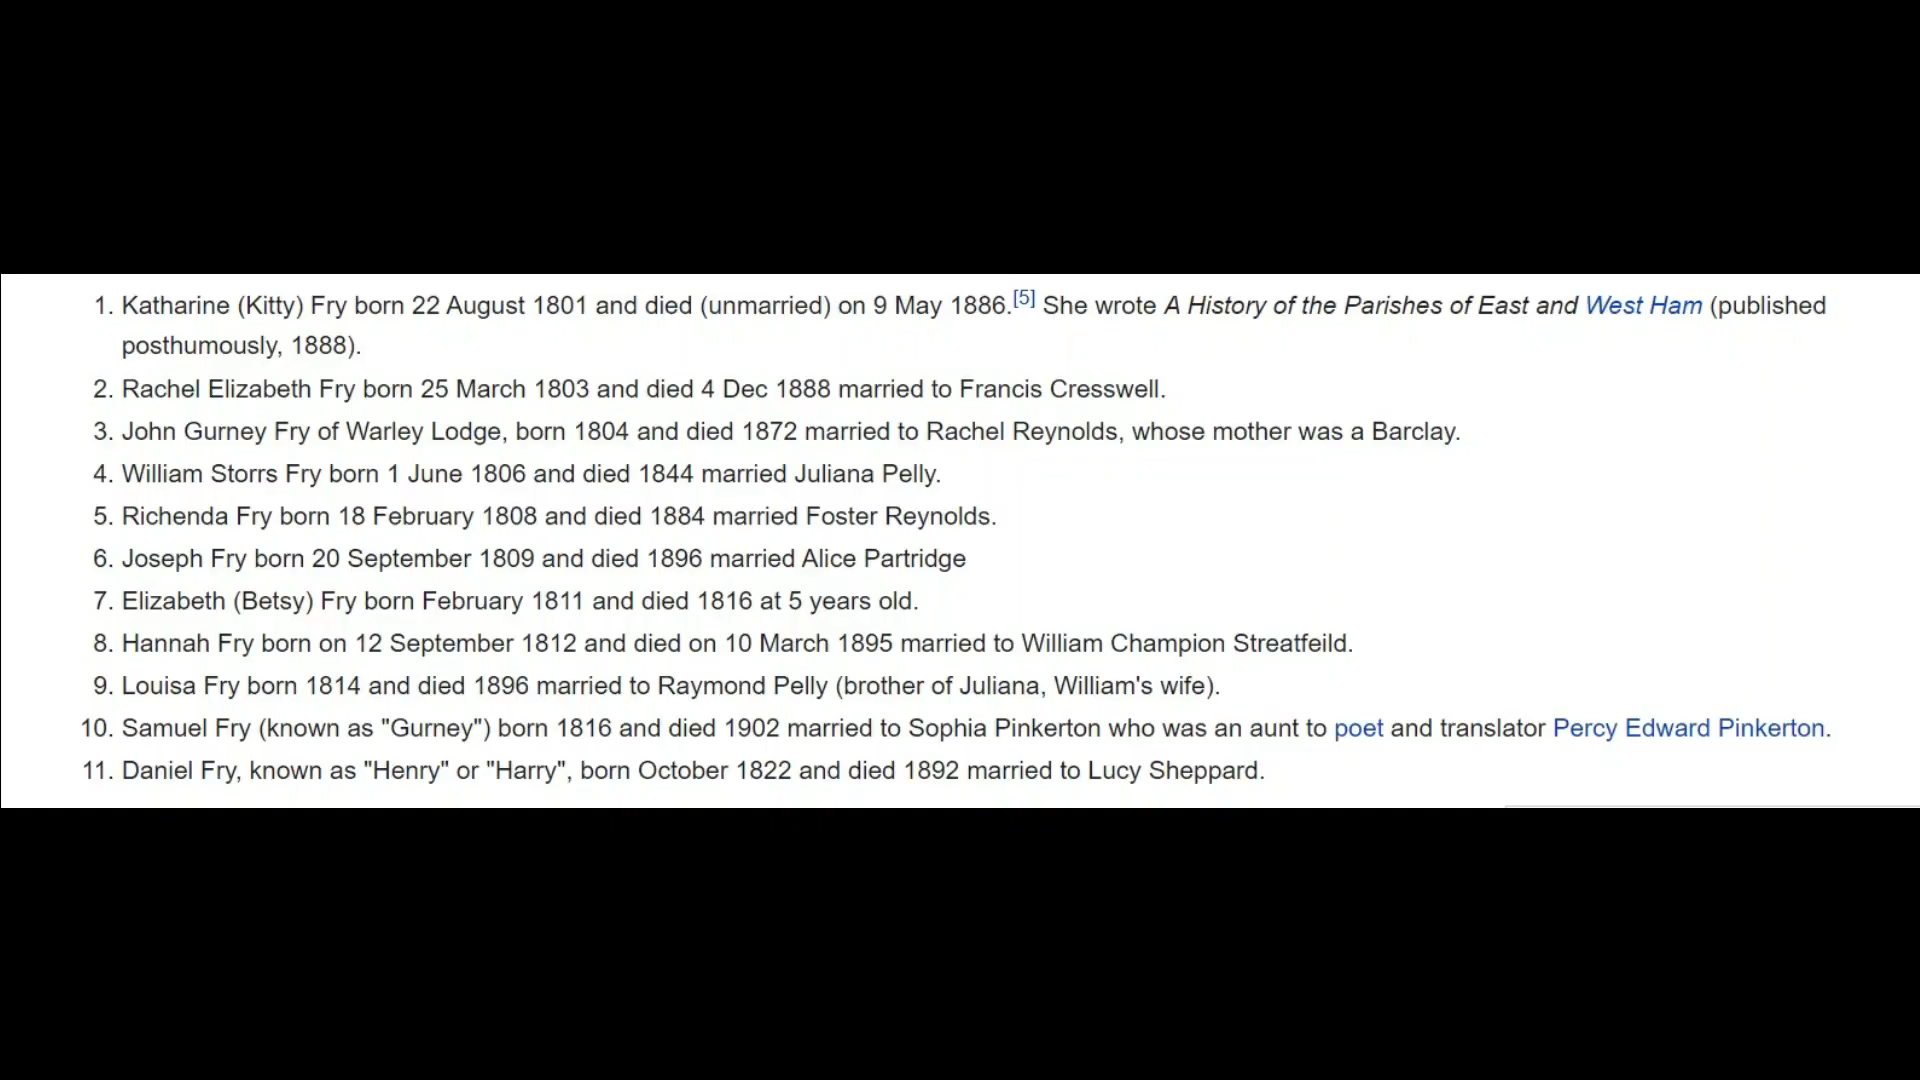 1. Katharine (Kitty) Fry born 22 August 1801 and died (unmarried) on 9 May 1886.[5] She wrote A History of the Parishes of East and West Ham (published
posthumously, 1888).
2. Rachel Elizabeth Fry born 25 March 1803 and died 4 Dec 1888 married to Francis Cresswell.
3. John Gurney Fry of Warley Lodge, born 1804 and died 1872 married to Rachel Reynolds, whose mother was a Barclay.
4. William Storrs Fry born 1 June 1806 and died 1844 married Juliana Pelly.
5. Richenda Fry born 18 February 1808 and died 1884 married Foster Reynolds.
6. Joseph Fry born 20 September 1809 and died 1896 married Alice Partridge
7. Elizabeth (Betsy) Fry born February 1811 and died 1816 at 5 years old.
8. Hannah Fry born on 12 September 1812 and died on 10 March 1895 married to William Champion Streatfeild.
9. Louisa Fry born 1814 and died 1896 married to Raymond Pelly (brother of Juliana, William's wife).
10. Samuel Fry (known as "Gurney") born 1816 and died 1902 married to Sophia Pinkerton who was an aunt to poet and translator Percy Edward Pinkerton.
11. Daniel Fry, known as "Henry" or "Harry", born October 1822 and died 1892 married to Lucy Sheppard.